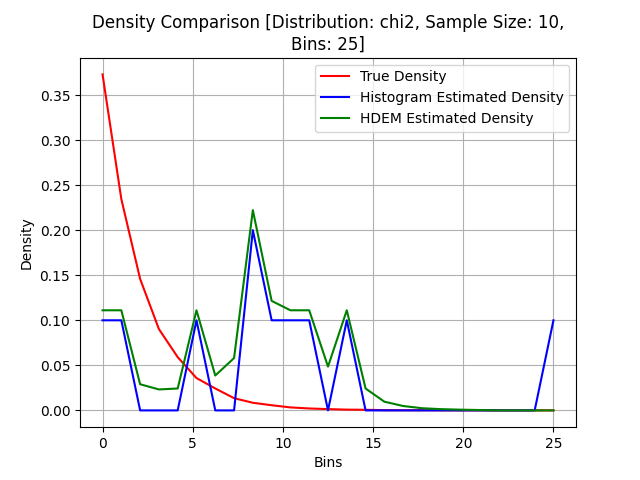 Density Comparison [Distribution: chi2, Sample Size: 10,
Bins: 25]
True Density
Histogram Estimated Density
HDEM Estimated Density
Density
0.35
0.30
0.25
0.20
0.15
0.10
0.05
0.00
0 5 10 15 20 25
Bins